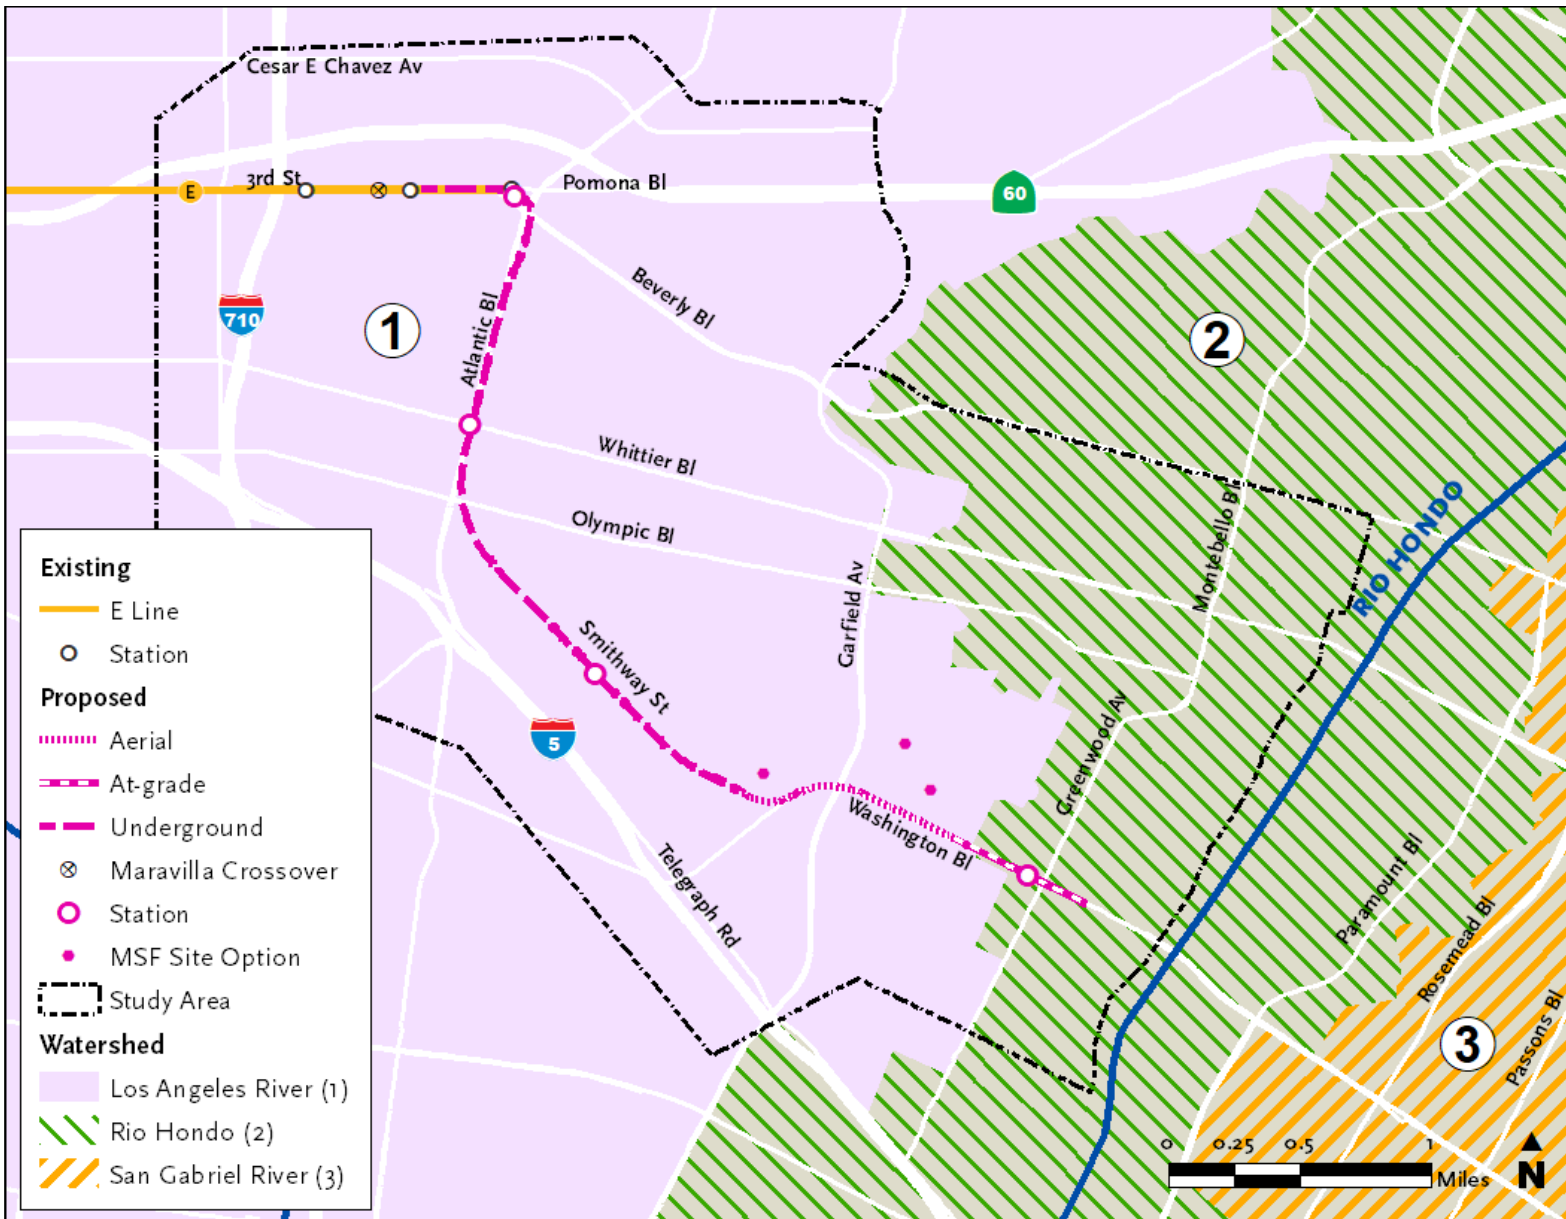 Cesar E Chavez Av
3rd St
E
Pomona Bl
60
710
1
Atlantic Bl
Beverly Bl
2
Whittier Bl
Olympic Bl
Montebello Bl
RIO HONDO
Garfield Av
Smithway St
5
Greenwood Av
Washington Bl
Telegraph Rd
Paramount Bl
Rosemead Bl
Passons Bl
3
Existing
E Line
Station
Proposed
Aerial
At-grade
Underground
Maravilla Crossover
Station
MSF Site Option
Study Area
Watershed
Los Angeles River (1)
Rio Hondo (2)
San Gabriel River (3)
0 0.25 0.5 1
Miles
N